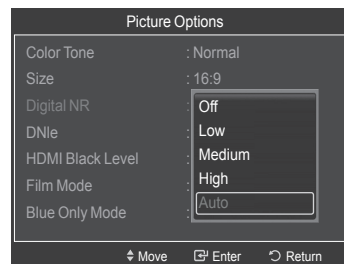 Picture Options
Color Tone : Normal
Size : 16:9
Digital NR : Off
DNIe : Low
HDMI Black Level : Medium
Film Mode : High
Blue Only Mode : Auto
Move Enter Return